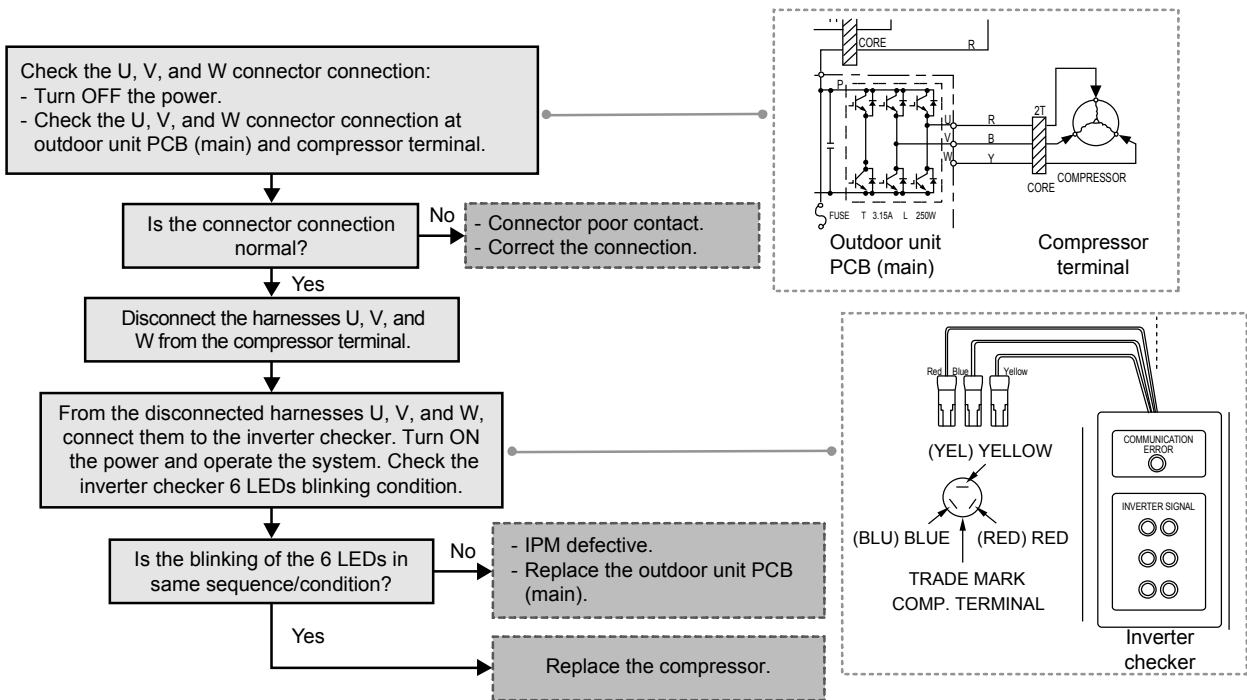 Check the U, V, and W connector connection:
- Turn OFF the power.
- Check the U, V, and W connector connection at
outdoor unit PCB (main) and compressor terminal.
Is the connector connection
normal?
No
- Connector poor contact.
- Correct the connection.
Yes
Disconnect the harnesses U, V, and
W from the compressor terminal.
From the disconnected harnesses U, V, and W,
connect them to the inverter checker. Turn ON
the power and operate the system. Check the
inverter checker 6 LEDs blinking condition.
Is the blinking of the 6 LEDs in
same sequence/condition?
No
- IPM defective.
- Replace the outdoor unit PCB
(main).
Yes
Replace the compressor.
CORE
R
P
U
R
2T
V
B
W
Y
CORE
COMPRESSOR
FUSE T 3.15A L 250W
Outdoor unit
PCB (main)
Compressor
terminal
Red Blue Yellow
(YEL) YELLOW
(BLU) BLUE
(RED) RED
TRADE MARK
COMP. TERMINAL
COMMUNICATION
ERROR
INVERTER SIGNAL
Inverter
checker